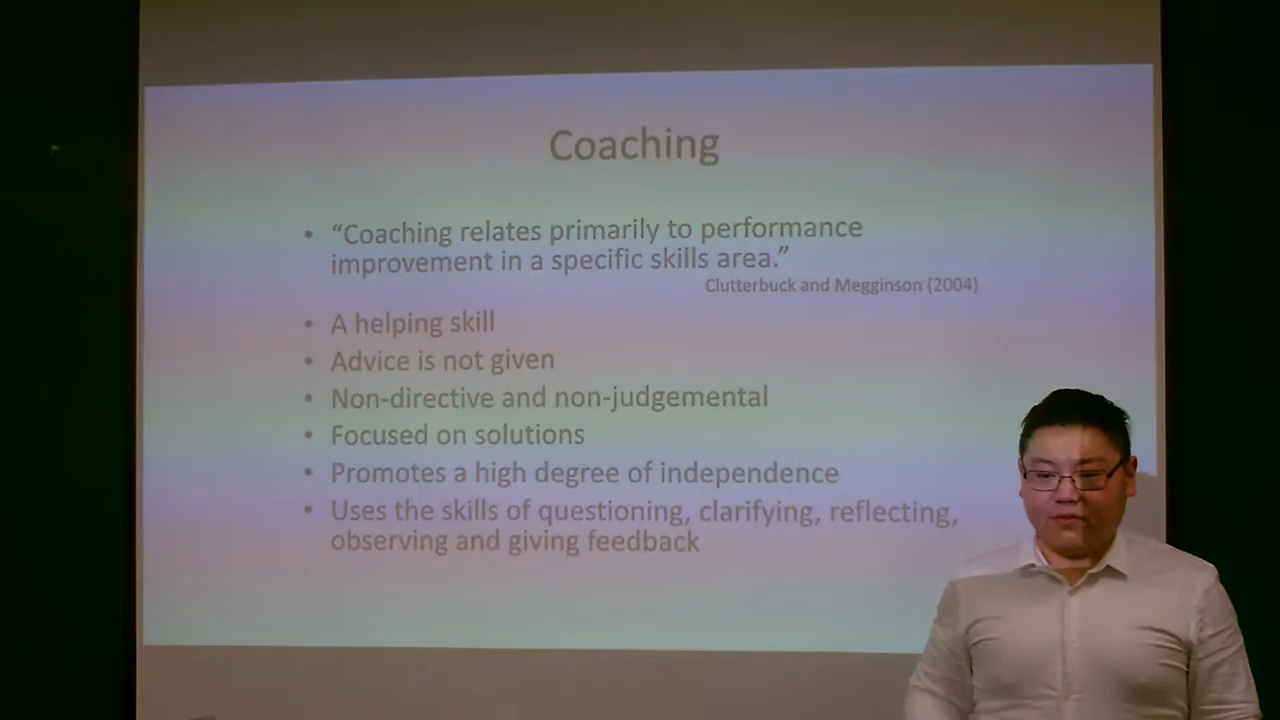 Coaching
• “Coaching relates primarily to performance
improvement in a specific skills area.”
Clutterbuck and Megginson (2004)
• A helping skill
• Advice is not given
• Non-directive and non-judgemental
• Focused on solutions
• Promotes a high degree of independence
• Uses the skills of questioning, clarifying, reflecting,
observing and giving feedback